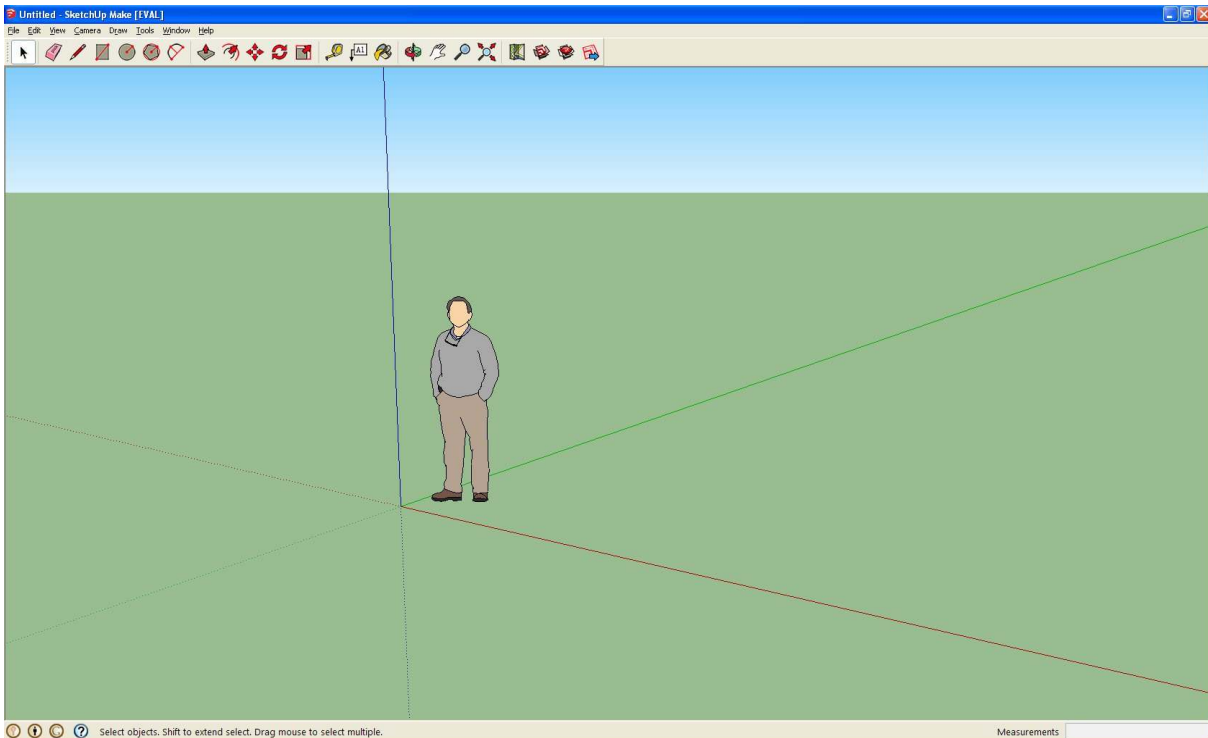 Untitled - SketchUp Make [EVAL]
File Edit View Camera Draw Tools Window Help
A1
Select objects. Shift to extend select. Drag mouse to select multiple.
Measurements